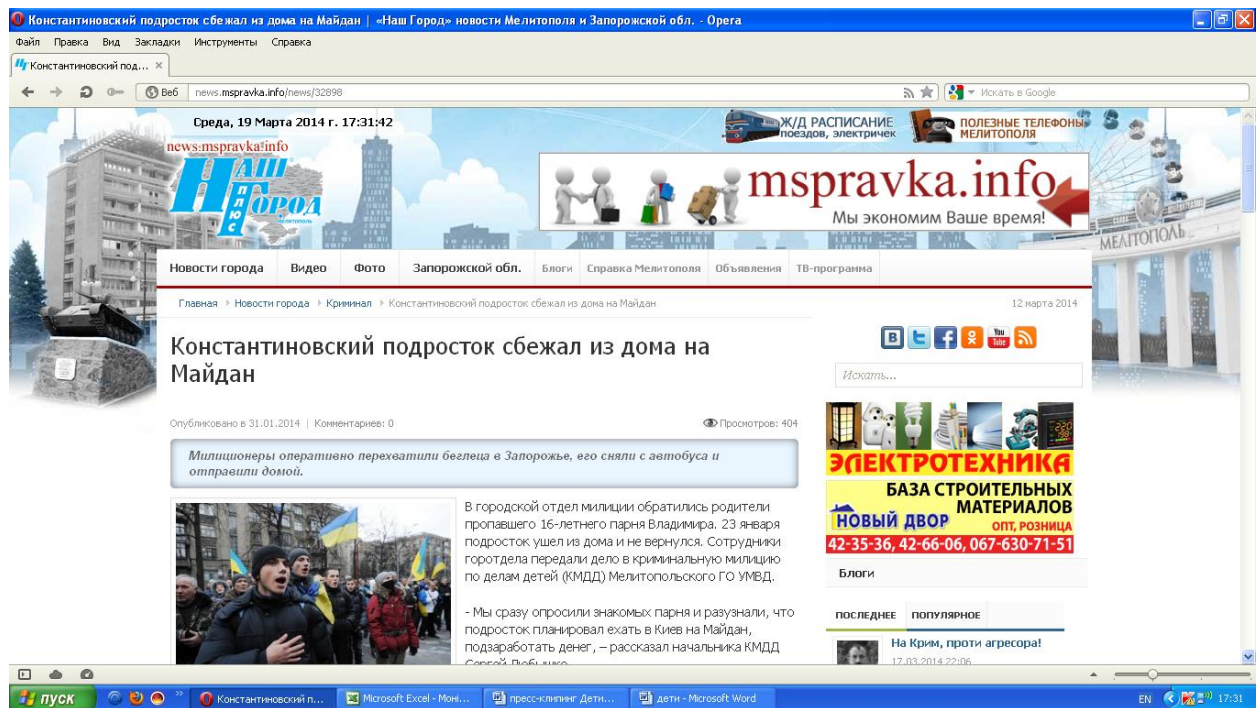 Константиновский подросток сбежал из дома на Майдан | «Наш Город» новости Мелитополя и Запорожской обл. - Opera
Файл Правка Вид Закладки Инструменты Справка
Константиновский под...
Веб news.mspravka.info/news/32898 Искать в Google
Среда, 19 Марта 2014 г. 17:31:42
Ж/Д РАСПИСАНИЕ
поездов, электричек
ПОЛЕЗНЫЕ ТЕЛЕФОНЫ
МЕЛИТОПОЛЯ
news.mspravka.info
НАШ
ГОРОД
ПЛЮС
МЕЛИТОПОЛЬ
mspravka.info
Мы экономим Ваше время!
МЕЛІТОПОЛЬ
Новости города Видео Фото Запорожской обл. Блоги Справка Мелитополя Объявления ТВ-программа
Главная Новости города Криминал Константиновский подросток сбежал из дома на Майдан
12 марта 2014
Константиновский подросток сбежал из дома на
Майдан
Опубликовано в 31.01.2014 | Комментариев: 0 Просмотров: 404
Милиционеры оперативно перехватили беглеца в Запорожье, его сняли с автобуса и
отправили домой.
В городской отдел милиции обратились родители
пропавшего 16-летнего парня Владимира. 23 января
подросток ушел из дома и не вернулся. Сотрудники
горотдела передали дело в криминальную милицию
по делам детей (КМДД) Мелитопольского ГО УМВД.
- Мы сразу опросили знакомых парня и разузнали, что
подросток планировал ехать в Киев на Майдан,
подзаработать денег, – рассказал начальника КМДД
Сергей Любышко
You
Tube
Искать...
ЭЛЕКТРОТЕХНИКА
БАЗА СТРОИТЕЛЬНЫХ
МАТЕРИАЛОВ
НОВЫЙ ДВОР
ОПТ, РОЗНИЦА
42-35-36, 42-66-06, 067-630-71-51
Блоги
ПОСЛЕДНЕЕ ПОПУЛЯРНОЕ
На Крим, проти агресора!
17.03.2014 22:06
пуск
Константиновский п...
Microsoft Excel - Моні...
пресс-клипинг Дети...
дети - Microsoft Word
EN
17:31